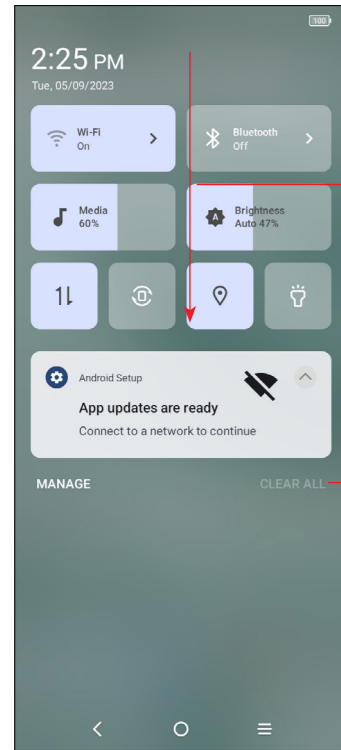 100
2:25 PM
Tue, 05/09/2023
Wi-Fi
On
Bluetooth
Off
Media
60%
Brightness
Auto 47%
Android Setup
App updates are ready
Connect to a network to continue
MANAGE
CLEAR ALL